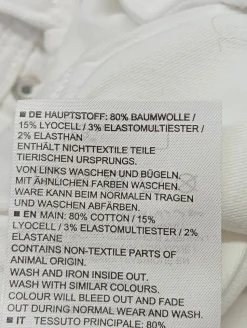 ■ DE HAUPTSTOFF: 80% BAUMWOLLE /
15% LYOCELL / 3% ELASTOMULTIESTER /
2% ELASTHAN
ENTHÄLT NICHTTEXTILE TEILE
TIERISCHEN URSPRUNGS.
VON LINKS WASCHEN UND BÜGELN.
MIT ÄHNLICHEN FARBEN WASCHEN.
WARE KANN BEIM NORMALEN TRAGEN
UND WASCHEN ABFÄRBEN.
■ EN MAIN: 80% COTTON / 15%
LYOCELL / 3% ELASTOMULTIESTER / 2%
ELASTANE
CONTAINS NON-TEXTILE PARTS OF
ANIMAL ORIGIN.
WASH AND IRON INSIDE OUT.
WASH WITH SIMILAR COLOURS.
COLOUR WILL BLEED OUT AND FADE
OUT DURING NORMAL WEAR AND WASH.
■ IT TESSUTO PRINCIPALE: 80%